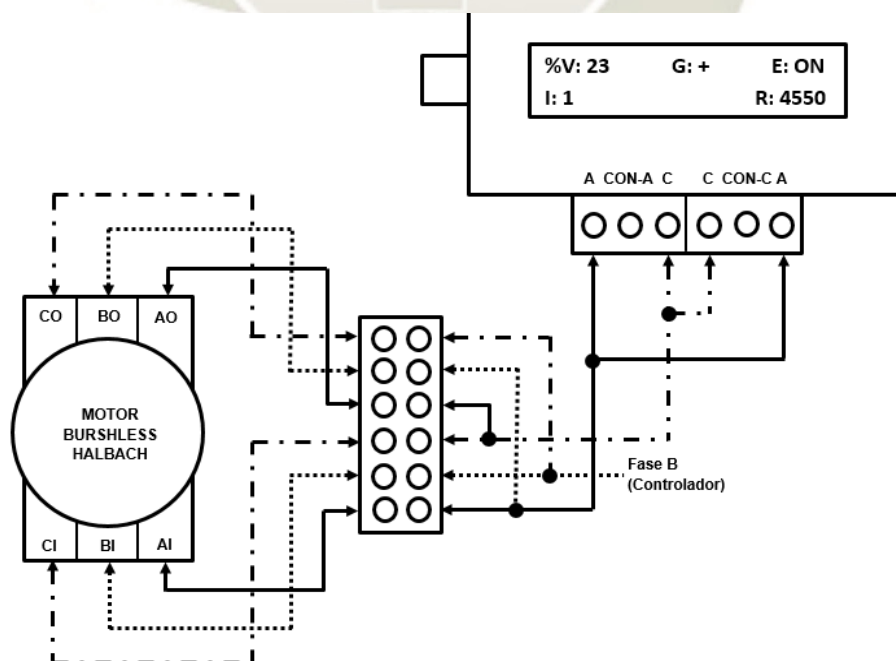 %V: 23 G: + E: ON
I: 1 R: 4550
A CON-A C C CON-C A
CO BO AO
MOTOR
BURSHLESS
HALBACH
Fase B
(Controlador)
CI BI AI